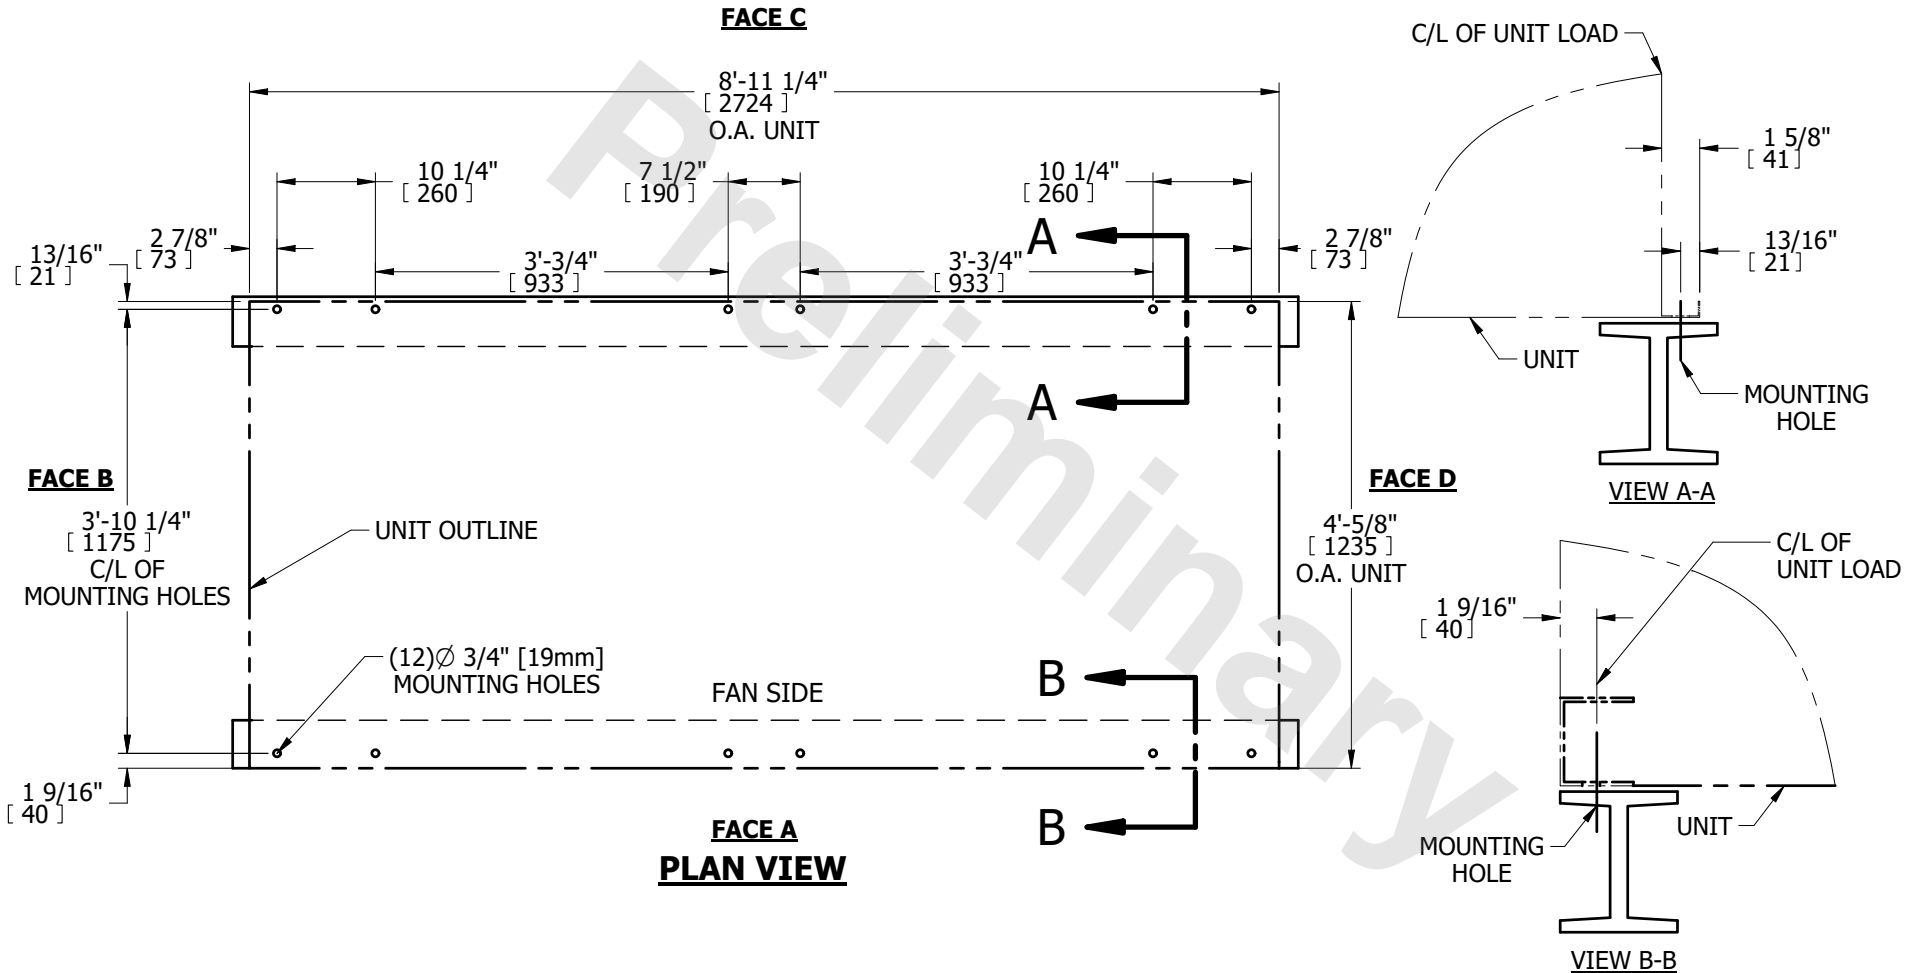 FACE C
8'-11 1/4"
[ 2724 ]
O.A. UNIT
10 1/4"
[ 260 ]
7 1/2"
[ 190 ]
10 1/4"
[ 260 ]
13/16"
[ 21 ]
2 7/8"
[ 73 ]
3'-3/4"
[ 933 ]
3'-3/4"
[ 933 ]
A
2 7/8"
[ 73 ]
A
FACE B
FACE D
3'-10 1/4"
[ 1175 ]
C/L OF
MOUNTING HOLES
UNIT OUTLINE
4'-5/8"
[ 1235 ]
O.A. UNIT
(12)Ø 3/4" [19mm]
MOUNTING HOLES
FAN SIDE
B
B
1 9/16"
[ 40 ]
FACE A
PLAN VIEW
C/L OF UNIT LOAD
1 5/8"
[ 41 ]
13/16"
[ 21 ]
UNIT
MOUNTING
HOLE
VIEW A-A
C/L OF
UNIT LOAD
1 9/16"
[ 40 ]
UNIT
MOUNTING
HOLE
VIEW B-B
Preliminary